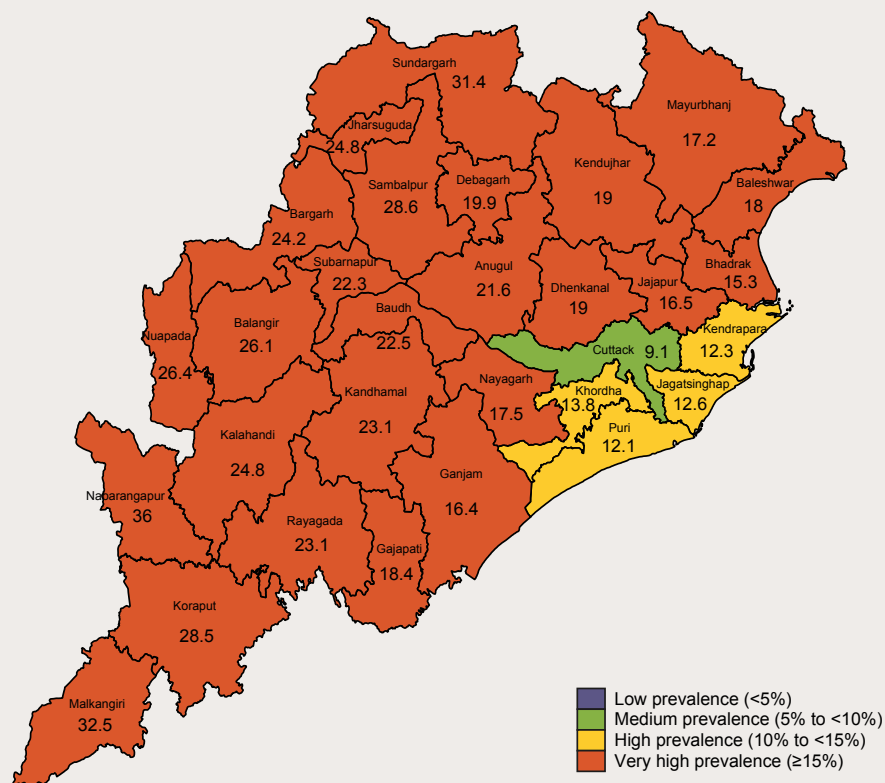 Sundargarh
31.4
Mayurbhanj
17.2
Jharsuguda
24.8
Kendujhar
19
Debagarh
19.9
Sambalpur
28.6
Baleshwar
18
Bargarh
24.2
Subarnapur
22.3
Anugul
21.6
Bhadrak
15.3
Dhenkanal
19
Jajapur
16.5
Baudh
22.5
Balangir
26.1
Nuapada
26.4
Kendrapara
12.3
Cuttack 9.1
Nayagarh
17.5
Khordha
13.8
Jagatsinghap
12.6
Kandhamal
23.1
Puri
12.1
Kalahandi
24.8
Ganjam
16.4
Nabarangapur
36
Rayagada
23.1
Gajapati
18.4
Koraput
28.5
Malkangiri
32.5
Low prevalence (<5%)
Medium prevalence (5% to <10%)
High prevalence (10% to <15%)
Very high prevalence (≥15%)